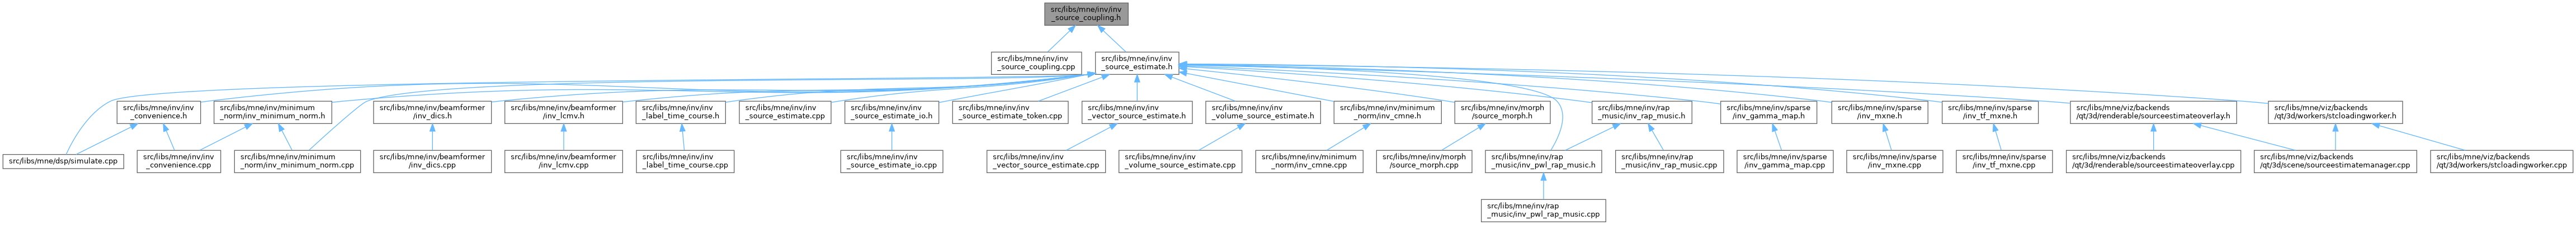 src/libs/mne/inv/inv
_source_coupling.h
src/libs/mne/inv/inv
_source_coupling.cpp
src/libs/mne/inv/inv
_source_estimate.h
src/libs/mne/inv/inv
_convenience.h
src/libs/mne/inv/minimum
_norm/inv_minimum_norm.h
src/libs/mne/inv/beamformer
/inv_dics.h
src/libs/mne/inv/beamformer
/inv_lcmv.h
src/libs/mne/inv/inv
_label_time_course.h
src/libs/mne/inv/inv
_source_estimate.cpp
src/libs/mne/inv/inv
_source_estimate_io.h
src/libs/mne/inv/inv
_source_estimate_token.cpp
src/libs/mne/inv/inv
_vector_source_estimate.h
src/libs/mne/inv/inv
_volume_source_estimate.h
src/libs/mne/inv/minimum
_norm/inv_cmne.h
src/libs/mne/inv/morph
/source_morph.h
src/libs/mne/inv/rap
_music/inv_rap_music.h
src/libs/mne/inv/sparse
/inv_gamma_map.h
src/libs/mne/inv/sparse
/inv_mxne.h
src/libs/mne/inv/sparse
/inv_tf_mxne.h
src/libs/mne/viz/backends
/qt/3d/renderable/sourceestimateoverlay.h
src/libs/mne/viz/backends
/qt/3d/workers/stcloadingworker.h
src/libs/mne/dsp/simulate.cpp
src/libs/mne/inv/inv
_convenience.cpp
src/libs/mne/inv/minimum
_norm/inv_minimum_norm.cpp
src/libs/mne/inv/beamformer
/inv_dics.cpp
src/libs/mne/inv/beamformer
/inv_lcmv.cpp
src/libs/mne/inv/inv
_label_time_course.cpp
src/libs/mne/inv/inv
_source_estimate_io.cpp
src/libs/mne/inv/inv
_vector_source_estimate.cpp
src/libs/mne/inv/inv
_volume_source_estimate.cpp
src/libs/mne/inv/minimum
_norm/inv_cmne.cpp
src/libs/mne/inv/morph
/source_morph.cpp
src/libs/mne/inv/rap
_music/inv_pwl_rap_music.h
src/libs/mne/inv/rap
_music/inv_rap_music.cpp
src/libs/mne/inv/sparse
/inv_gamma_map.cpp
src/libs/mne/inv/sparse
/inv_mxne.cpp
src/libs/mne/inv/sparse
/inv_tf_mxne.cpp
src/libs/mne/viz/backends
/qt/3d/renderable/sourceestimateoverlay.cpp
src/libs/mne/viz/backends
/qt/3d/scene/sourceestimatemanager.cpp
src/libs/mne/viz/backends
/qt/3d/workers/stcloadingworker.cpp
src/libs/mne/inv/rap
_music/inv_pwl_rap_music.cpp